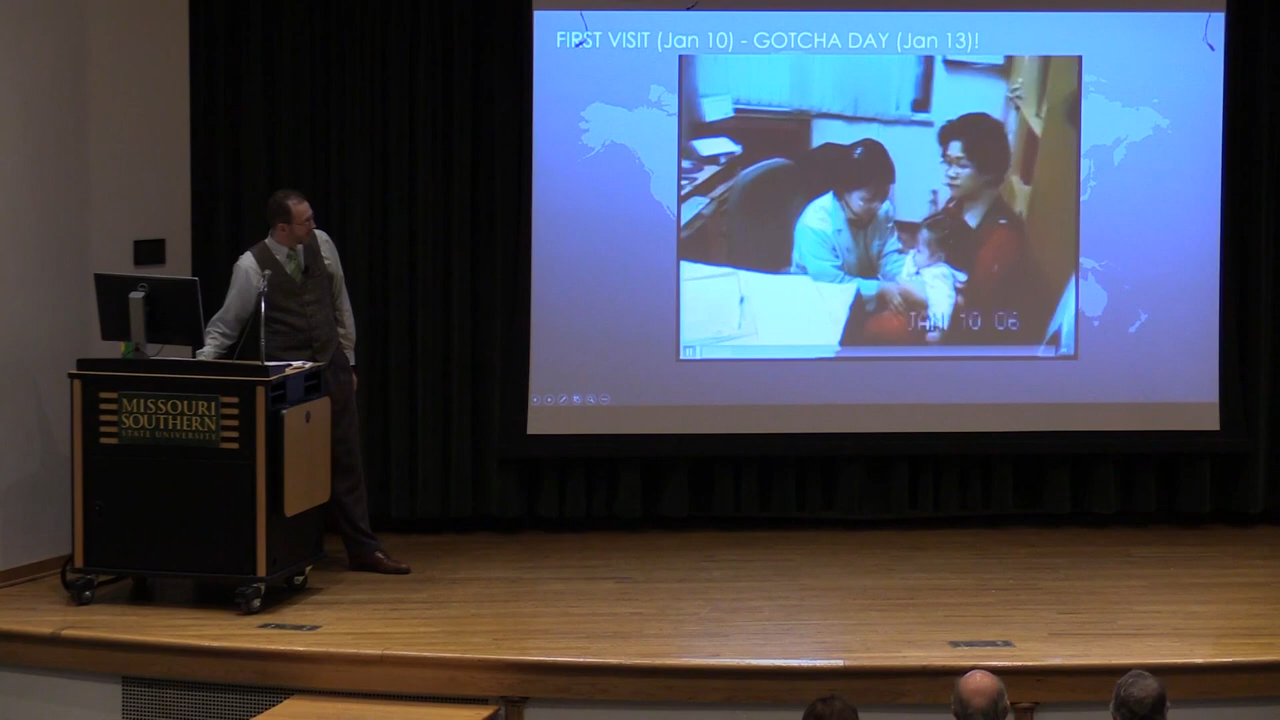 FIRST VISIT (Jan 10) - GOTCHA DAY (Jan 13)!
JAN 10 06
MISSOURI
SOUTHERN
STATE UNIVERSITY